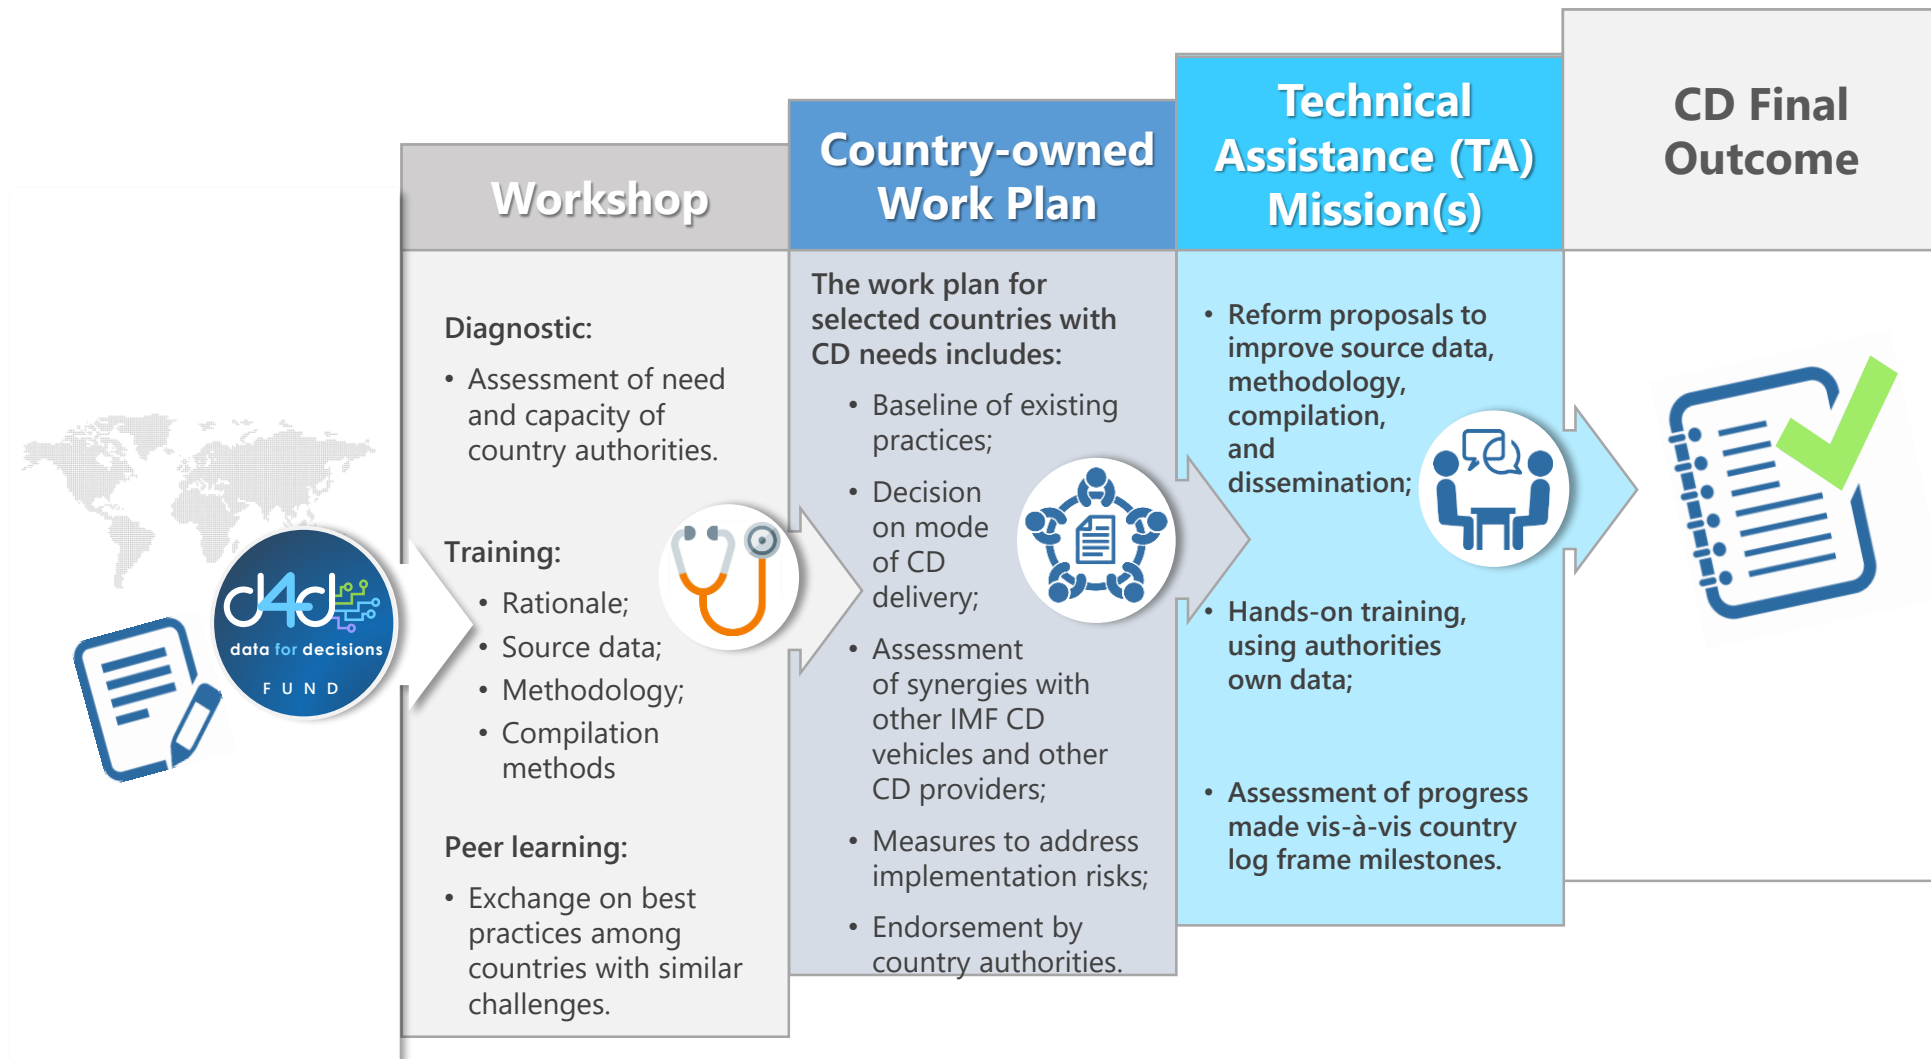 d4d
data for decisions
FUND
Workshop
Diagnostic:
• Assessment of need
and capacity of
country authorities.
Training:
• Rationale;
• Source data;
• Methodology;
• Compilation
methods
Peer learning:
• Exchange on best
practices among
countries with similar
challenges.
Country-owned
Work Plan
The work plan for
selected countries with
CD needs includes:
• Baseline of existing
practices;
• Decision
on mode
of CD
delivery;
• Assessment
of synergies with
other IMF CD
vehicles and other
CD providers;
• Measures to address
implementation risks;
• Endorsement by
country authorities.
Technical
Assistance (TA)
Mission(s)
• Reform proposals to
improve source data,
methodology,
compilation,
and
dissemination;
• Hands-on training,
using authorities
own data;
• Assessment of progress
made vis-à-vis country
log frame milestones.
CD Final
Outcome